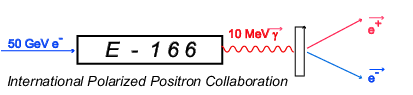 10 MeV γ
e+
50 GeV e-
E - 166
e-
International Polarized Positron Collaboration